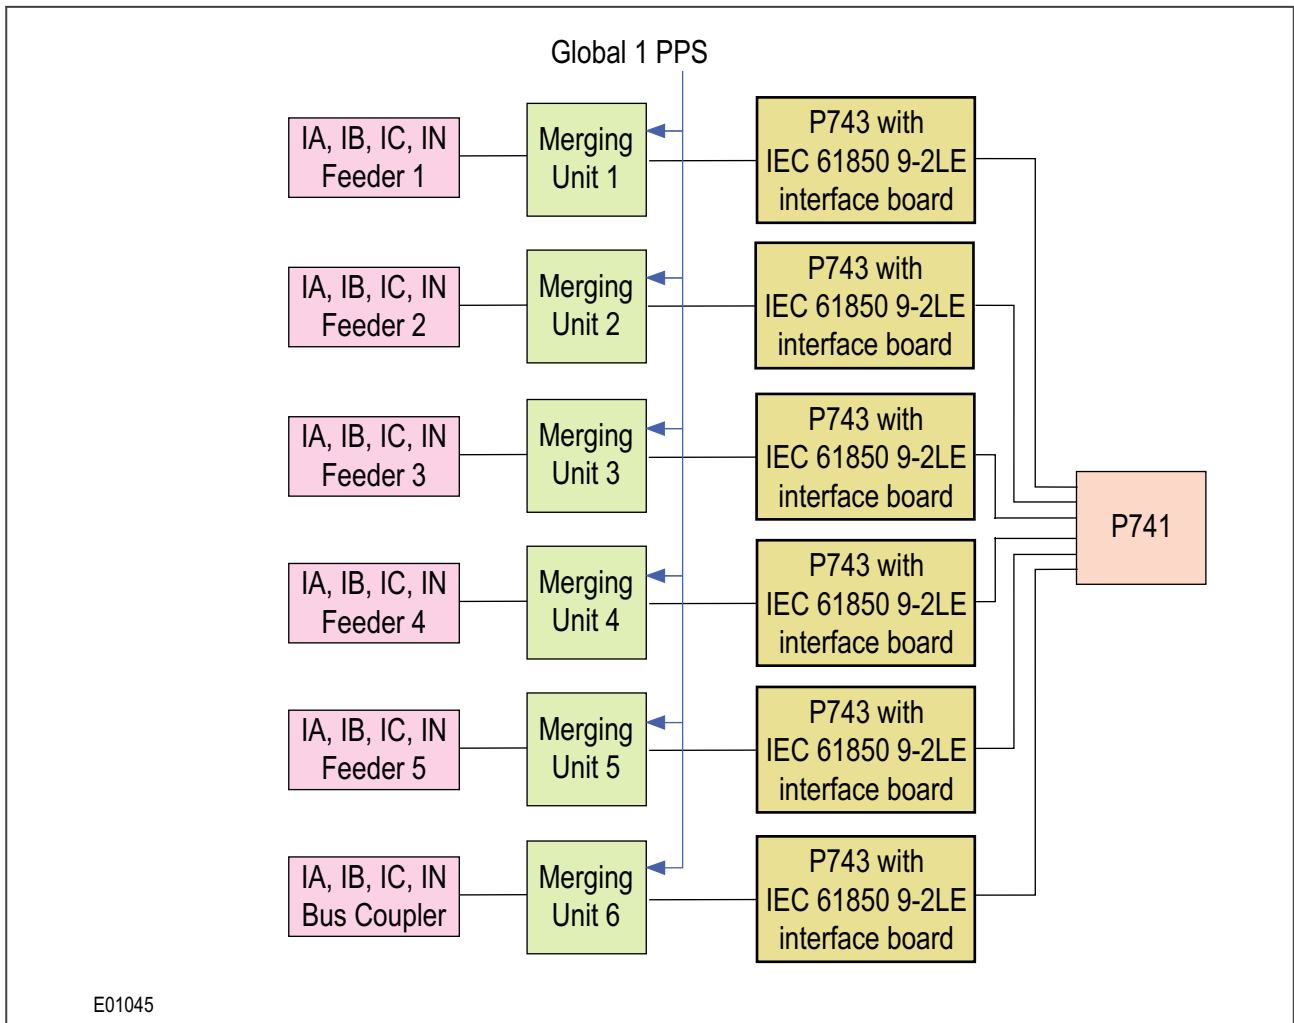 Global 1 PPS
IA, IB, IC, IN
Feeder 1
Merging
Unit 1
P743 with
IEC 61850 9-2LE
interface board
IA, IB, IC, IN
Feeder 2
Merging
Unit 2
P743 with
IEC 61850 9-2LE
interface board
IA, IB, IC, IN
Feeder 3
Merging
Unit 3
P743 with
IEC 61850 9-2LE
interface board
P741
IA, IB, IC, IN
Feeder 4
Merging
Unit 4
P743 with
IEC 61850 9-2LE
interface board
IA, IB, IC, IN
Feeder 5
Merging
Unit 5
P743 with
IEC 61850 9-2LE
interface board
IA, IB, IC, IN
Bus Coupler
Merging
Unit 6
P743 with
IEC 61850 9-2LE
interface board
E01045